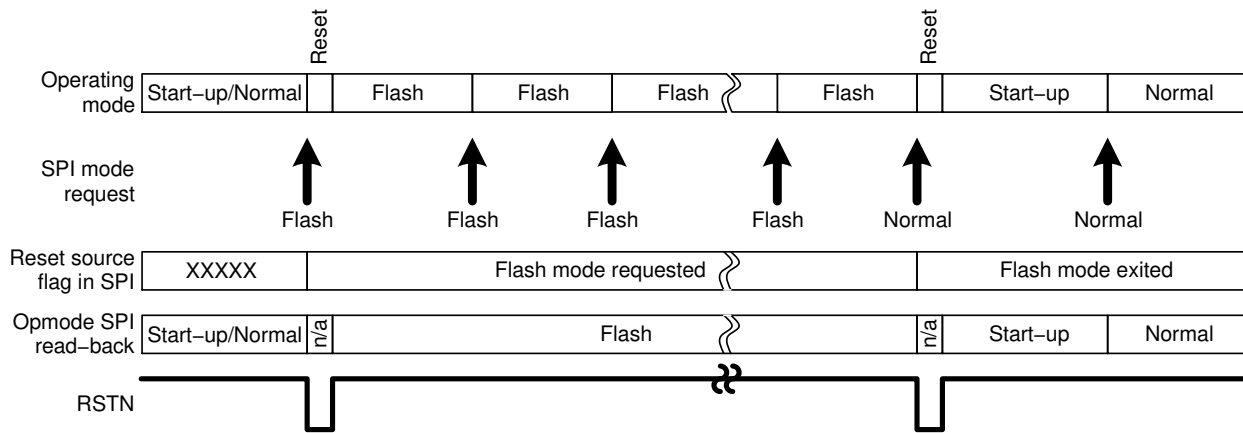 Reset
Reset
Operating
mode
Start–up/Normal
Flash
Flash
Flash
Flash
Start–up
Normal
SPI mode
request
Flash
Flash
Flash
Flash
Normal
Normal
Reset source
flag in SPI
XXXXX
Flash mode requested
Flash mode exited
Opmode SPI
read–back
Start–up/Normal
n/a
Flash
n/a
Start–up
Normal
RSTN